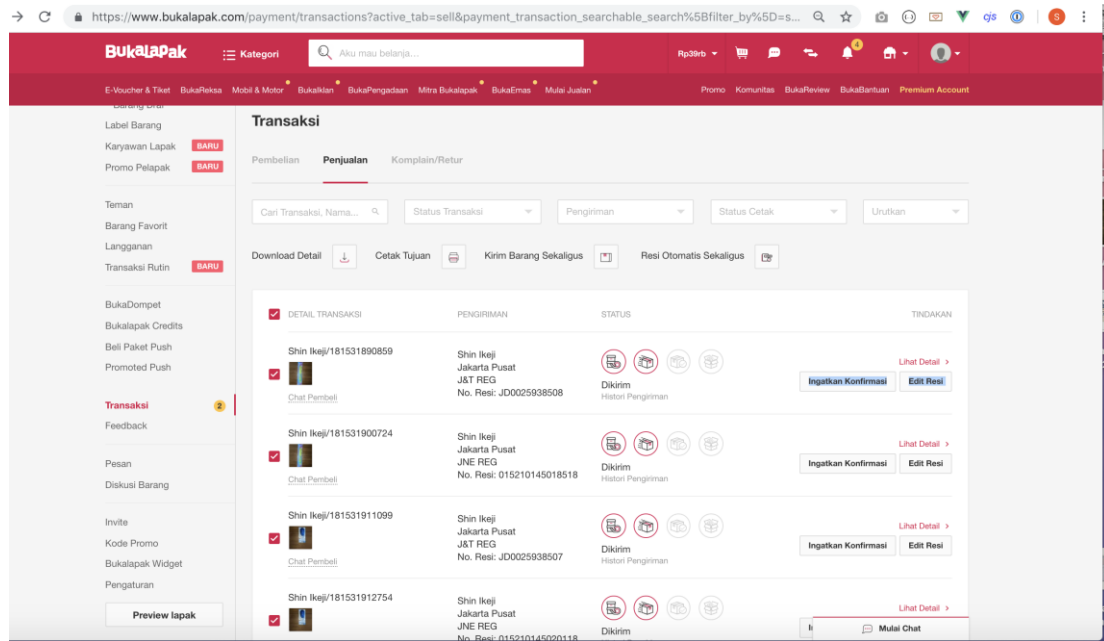 https://www.bukalapak.com/payment/transactions?active_tab=sell&payment_transaction_searchable_search%5Bfilter_by%5D=s...
S
BukaLapak
Kategori
Aku mau belanja...
Rp39rb
4
E-Voucher & Tiket BukaReksa Mobil & Motor BukaIklan BukaPengadaan Mitra Bukalapak BukaEmas Mulai Jualan
Promo Komunitas BukaReview BukaBantuan Premium Account
Barang Draf
Label Barang
Karyawan Lapak BARU
Promo Pelapak BARU
Teman
Barang Favorit
Langganan
Transaksi Rutin BARU
BukaDompet
Bukalapak Credits
Beli Paket Push
Promoted Push
Transaksi 2
Feedback
Pesan
Diskusi Barang
Invite
Kode Promo
Bukalapak Widget
Pengaturan
Preview lapak
Transaksi
Pembelian Penjualan Komplain/Retur
Cari Transaksi, Nama... Status Transaksi Pengiriman Status Cetak Urutkan
Download Detail Cetak Tujuan Kirim Barang Sekaligus Resi Otomatis Sekaligus
DETAIL TRANSAKSI PENGIRIMAN STATUS TINDAKAN
Shin Ikeji/181531890859
Chat Pembeli
Shin Ikeji
Jakarta Pusat
J&T REG
No. Resi: JD0025938508
Dikirim
Histori Pengiriman
Lihat Detail >
Ingatkan Konfirmasi Edit Resi
Shin Ikeji/181531900724
Chat Pembeli
Shin Ikeji
Jakarta Pusat
JNE REG
No. Resi: 015210145018518
Dikirim
Histori Pengiriman
Lihat Detail >
Ingatkan Konfirmasi Edit Resi
Shin Ikeji/181531911099
Chat Pembeli
Shin Ikeji
Jakarta Pusat
J&T REG
No. Resi: JD0025938507
Dikirim
Histori Pengiriman
Lihat Detail >
Ingatkan Konfirmasi Edit Resi
Shin Ikeji/181531912754
Shin Ikeji
Jakarta Pusat
JNE REG
No. Resi: 015210145020118
Dikirim
Lihat Detail >
Mulai Chat